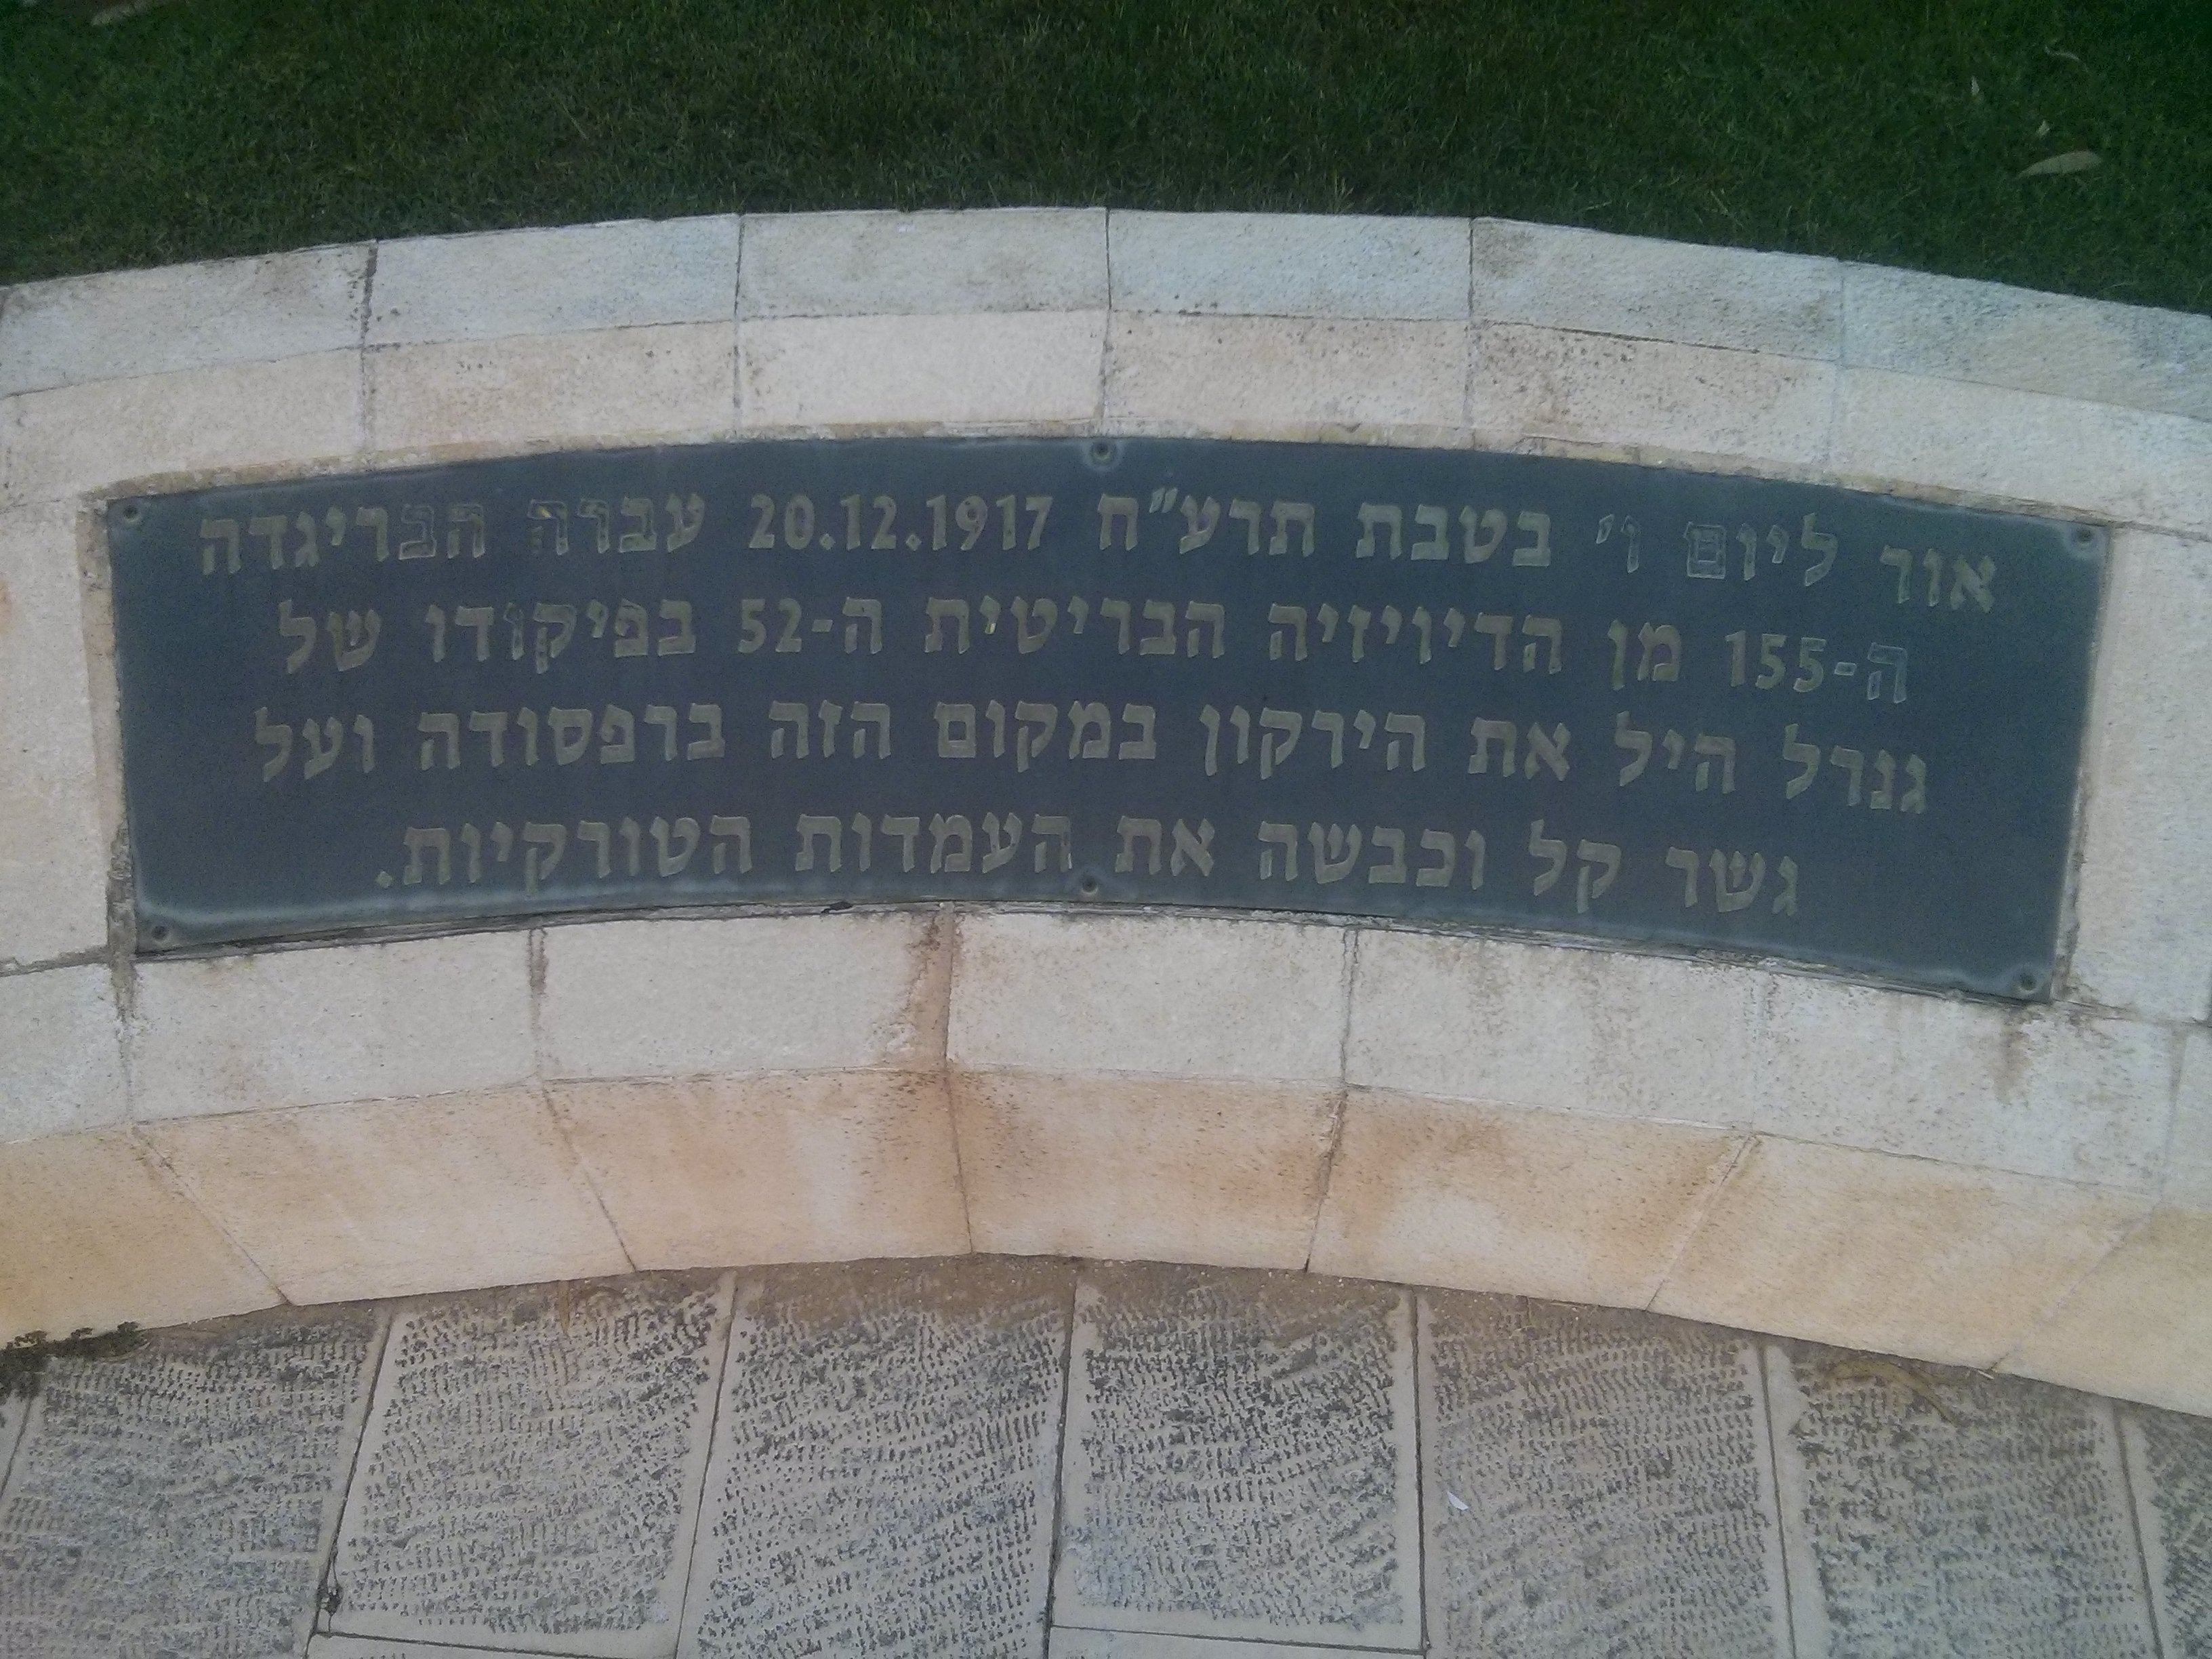 אור ליום ו' בטבת תרע"ח 20.12.1917 עברה הבריגדה
ה-155 מן הדיויזיה הבריטית ה-52 בפיקודו של
גנרל היל את הירקון במקום הזה ברפסודה ועל
גשר קל וכבשה את העמדות הטורקיות.